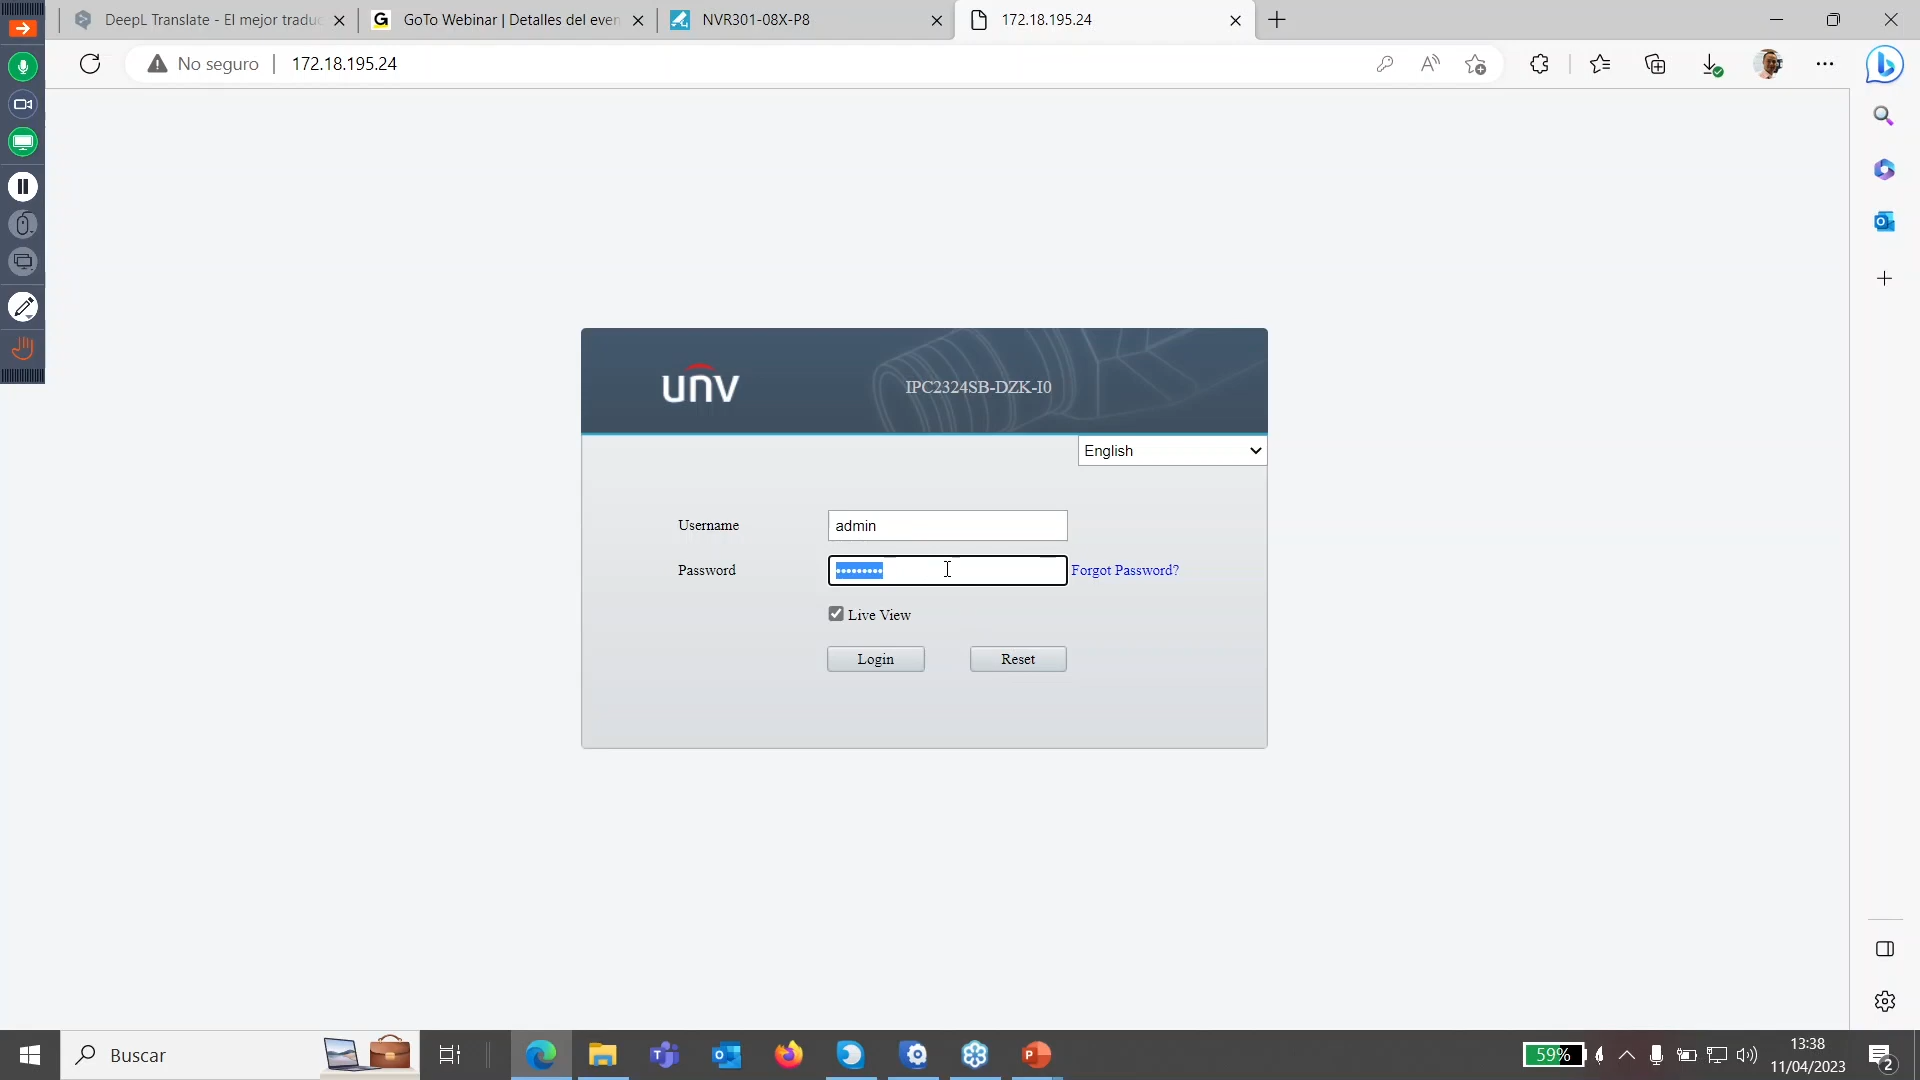 DeepL Translate - El mejor traduc
GoTo Webinar | Detalles del even
NVR301-08X-P8
172.18.195.24
No seguro
172.18.195.24
unv
IPC2324SB-DZK-I0
English
Username
admin
Password
•••••••••
Forgot Password?
Live View
Login
Reset
Buscar
59%
13:38
11/04/2023
2